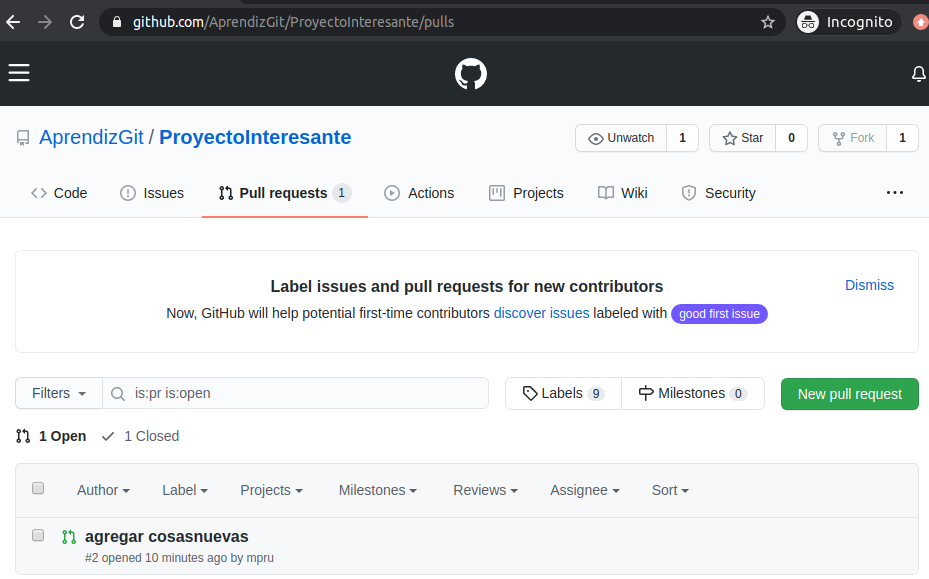 github.com/AprendizGit/ProyectoInteresante/pulls Incognito
AprendizGit / ProyectoInteresante Unwatch 1 Star 0 Fork 1
Code Issues Pull requests 1 Actions Projects Wiki Security ...
Label issues and pull requests for new contributors Dismiss
Now, GitHub will help potential first-time contributors discover issues labeled with good first issue
Filters is:pr is:open Labels 9 Milestones 0 New pull request
1 Open 1 Closed
Author Label Projects Milestones Reviews Assignee Sort
agregar cosasnuevas
#2 opened 10 minutes ago by mpru